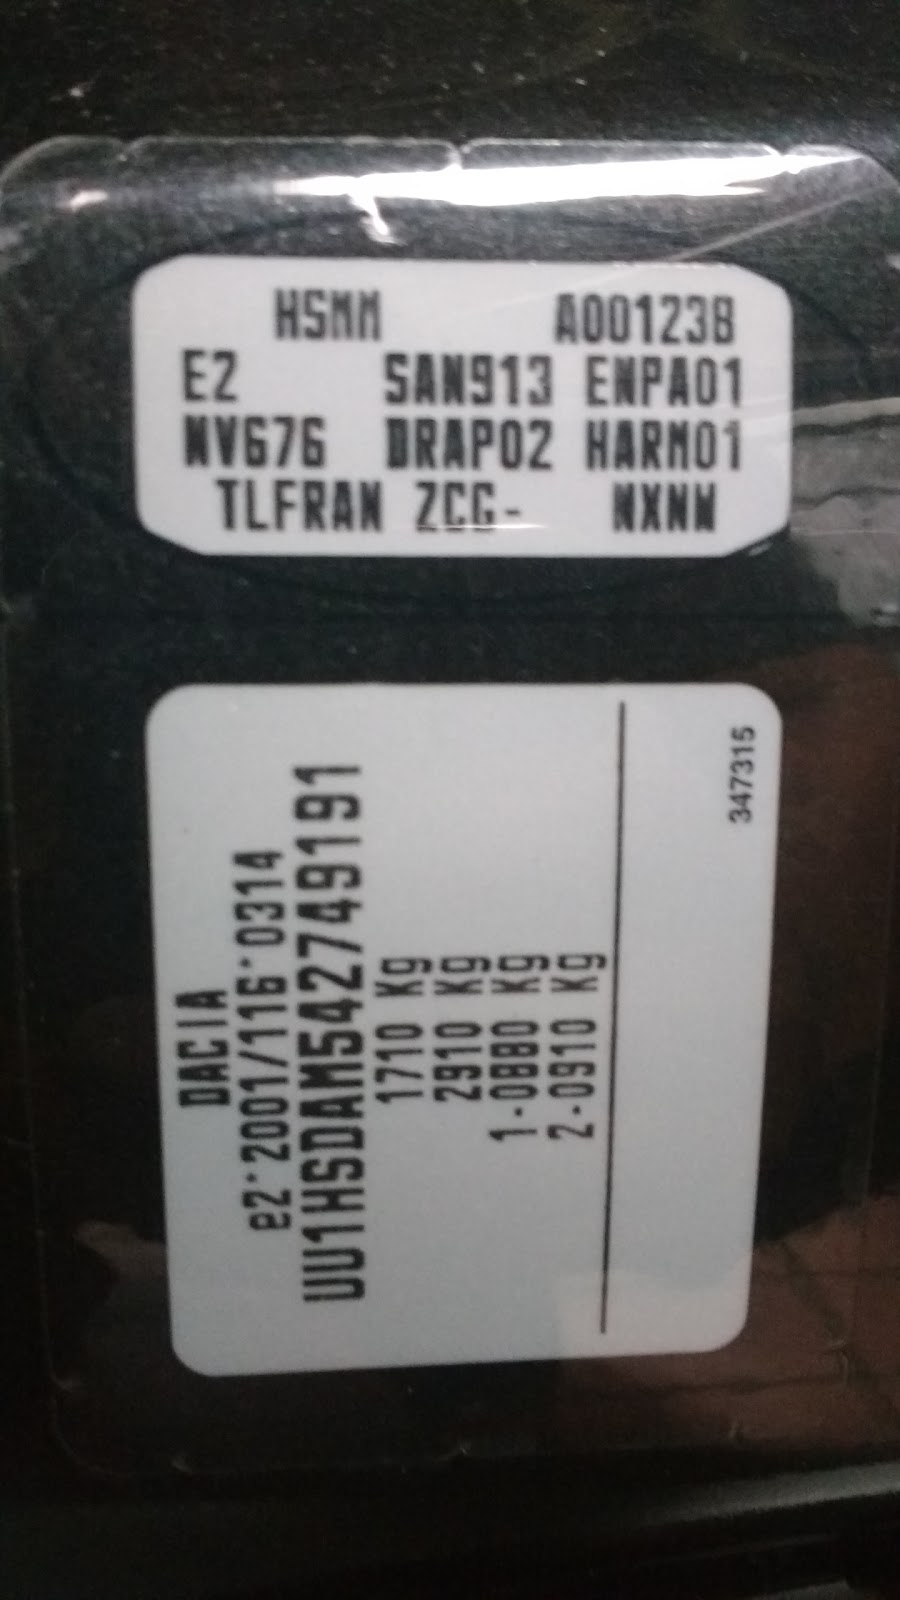 HSMM A001238
E2 SAN913 ENPA01
NV676 DRAP02 HARM01
TLFRAN ZCG- NXNM
DACIA
e2*2001/116*0314
UU1HSDAM542749191
1710 Kg
2910 Kg
1-0880 Kg
2-0910 Kg
347315